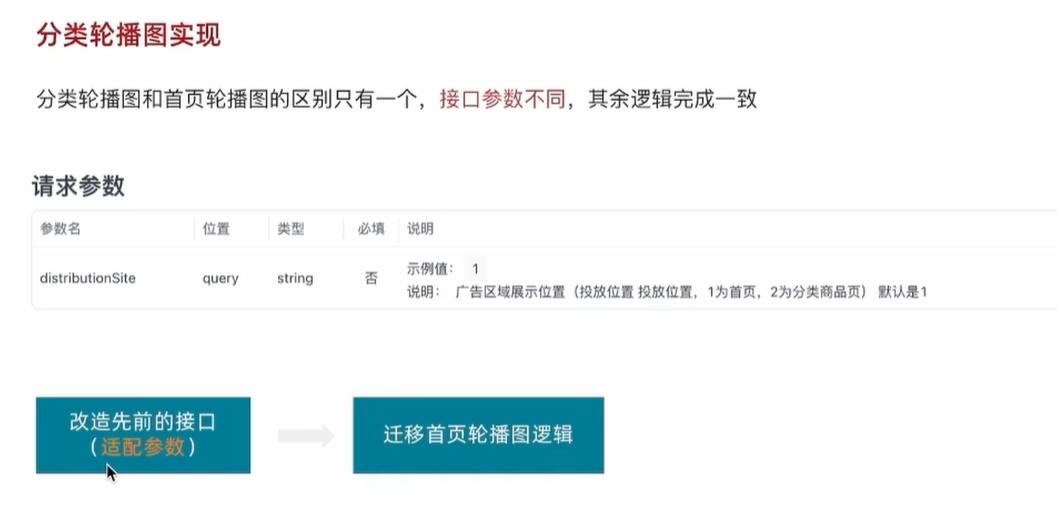 分类轮播图实现
分类轮播图和首页轮播图的区别只有一个，接口参数不同，其余逻辑完成一致
请求参数
参数名 位置 类型 必填 说明
distributionSite query string 否 示例值： 1
说明： 广告区域展示位置（投放位置 投放位置，1为首页，2为分类商品页） 默认是1
改造先前的接口
（适配参数）
迁移首页轮播图逻辑